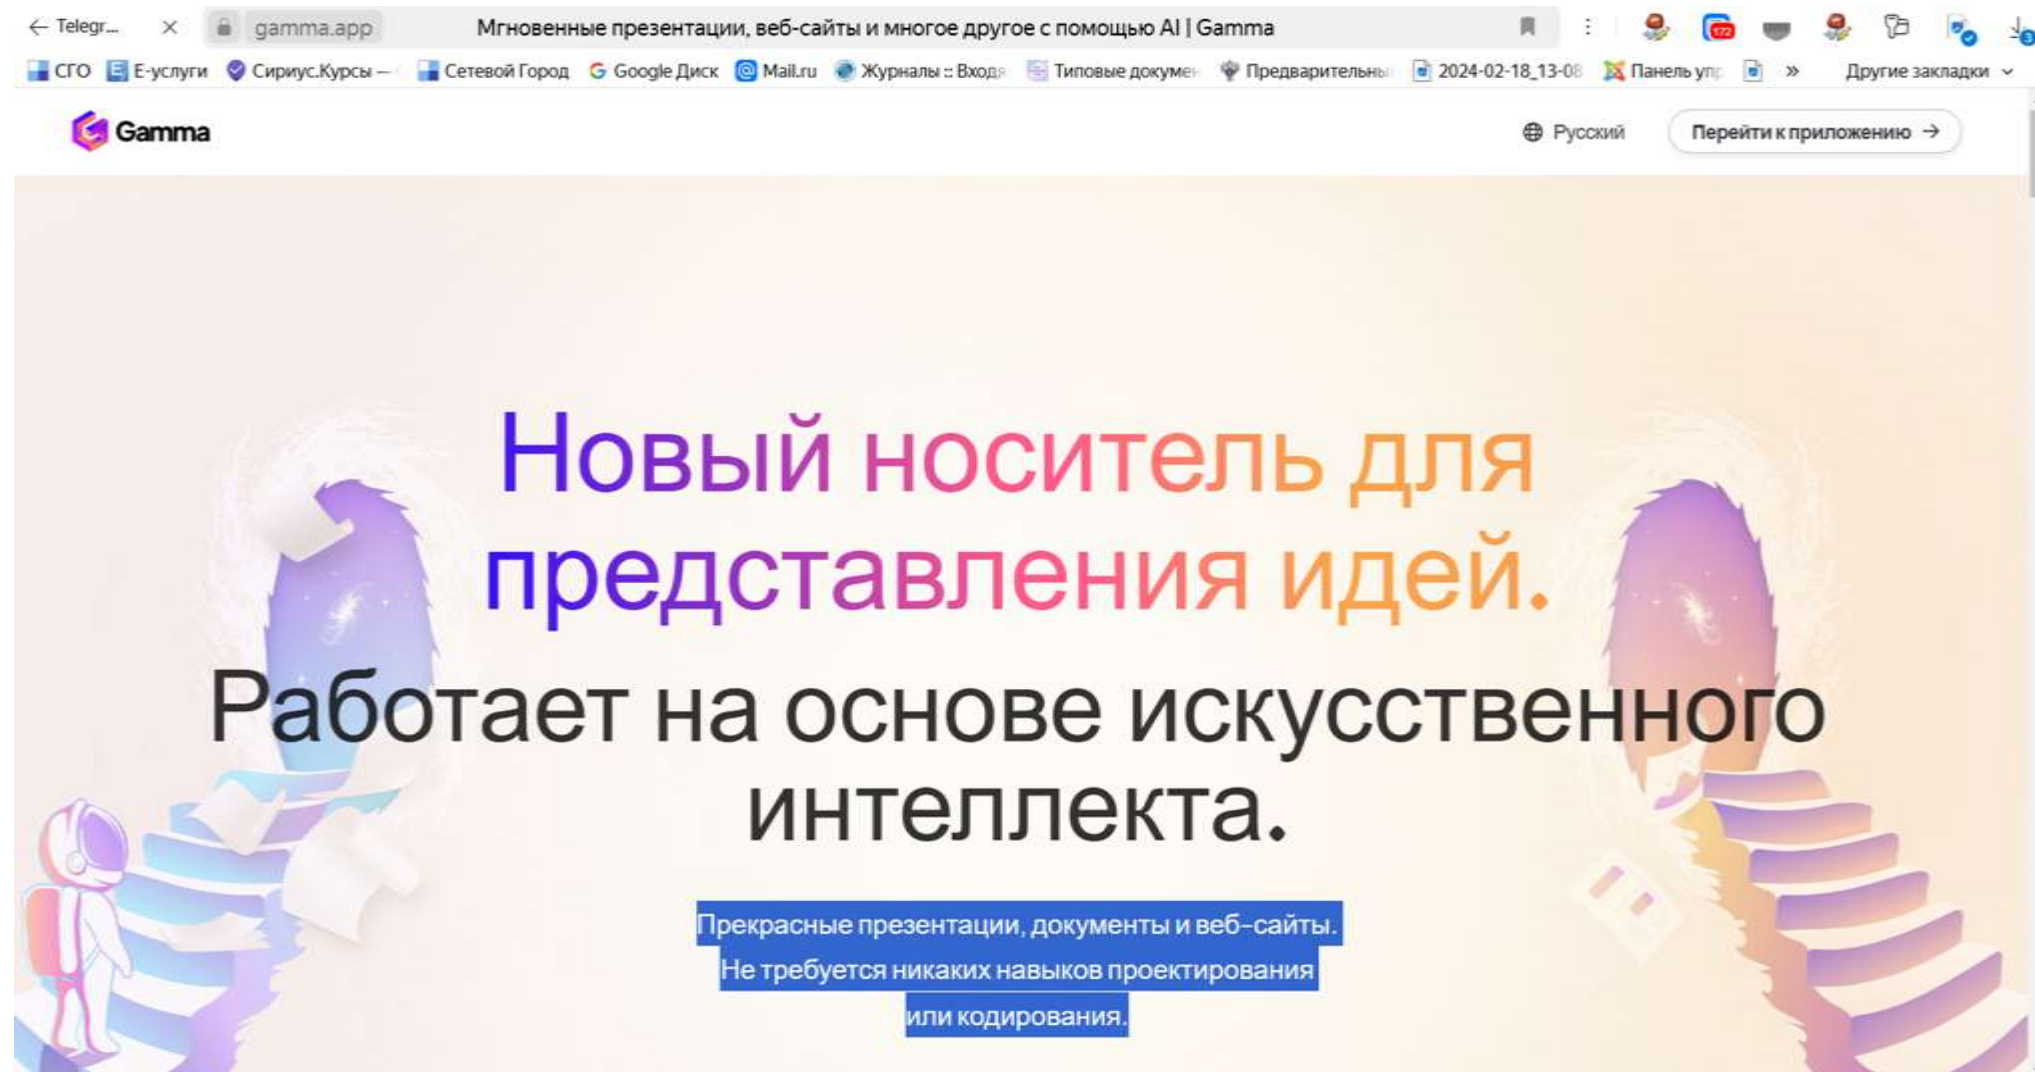 ← Telegr... × gamma.app Мгновенные презентации, веб-сайты и многое другое с помощью AI | Gamma
СГО Е-услуги Сириус.Курсы — Сетевой Город Google Диск Mail.ru Журналы :: Входя Типовые докумен Предварительны 2024-02-18_13-08 Панель упр » Другие закладки
Gamma
Русский Перейти к приложению →
Новый носитель для
представления идей.
Работает на основе искусственного
интеллекта.
Прекрасные презентации, документы и веб-сайты.
Не требуется никаких навыков проектирования
или кодирования.